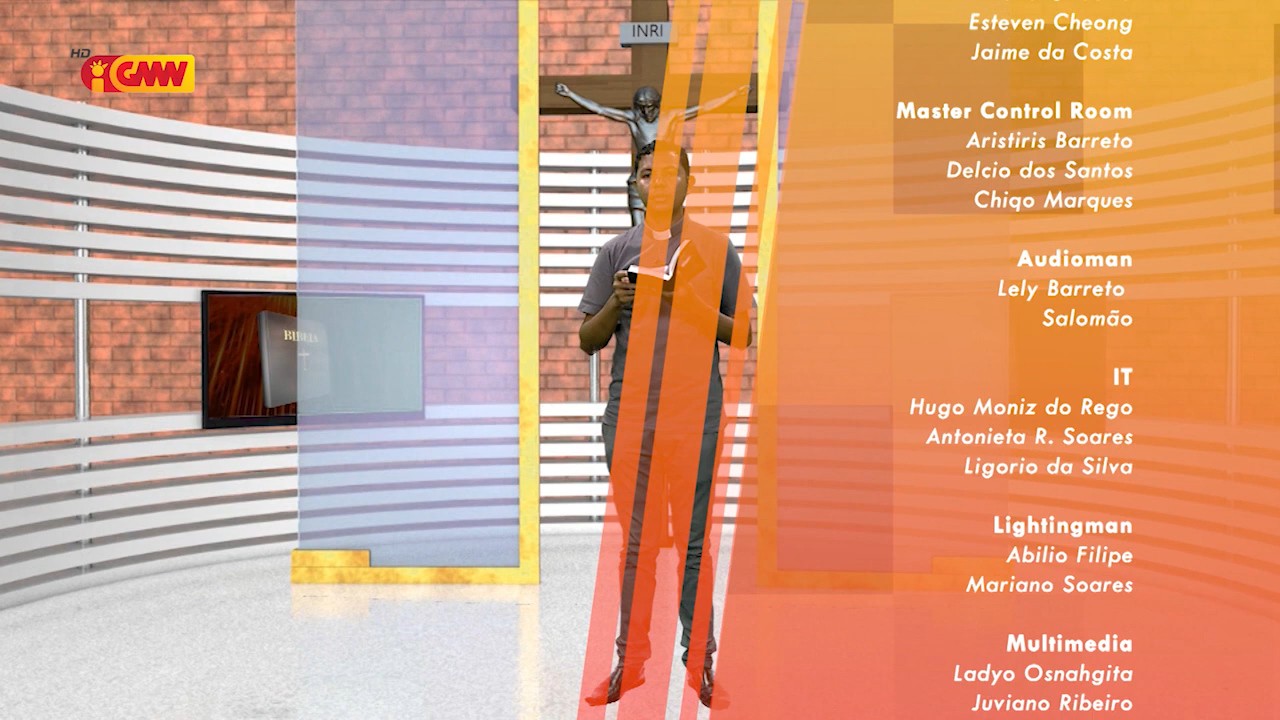 HD
GMN
INRI
BIBLIA
Esteven Cheong
Jaime da Costa
Master Control Room
Aristiris Barreto
Delcio dos Santos
Chiqo Marques
Audioman
Lely Barreto
Salomão
IT
Hugo Moniz do Rego
Antonieta R. Soares
Ligorio da Silva
Lightingman
Abilio Filipe
Mariano Soares
Multimedia
Ladyo Osnahgita
Juviano Ribeiro